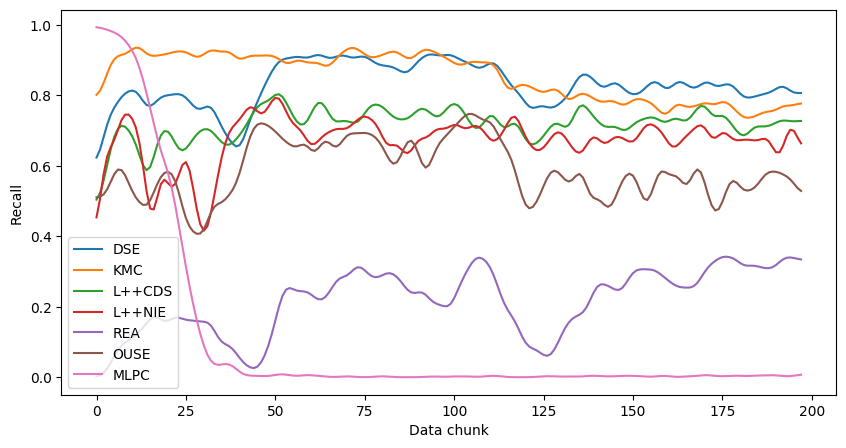 1.0
0.8
0.6
0.4
0.2
0.0
Recall
DSE
KMC
L++CDS
L++NIE
REA
OUSE
MLPC
0 25 50 75 100 125 150 175 200
Data chunk